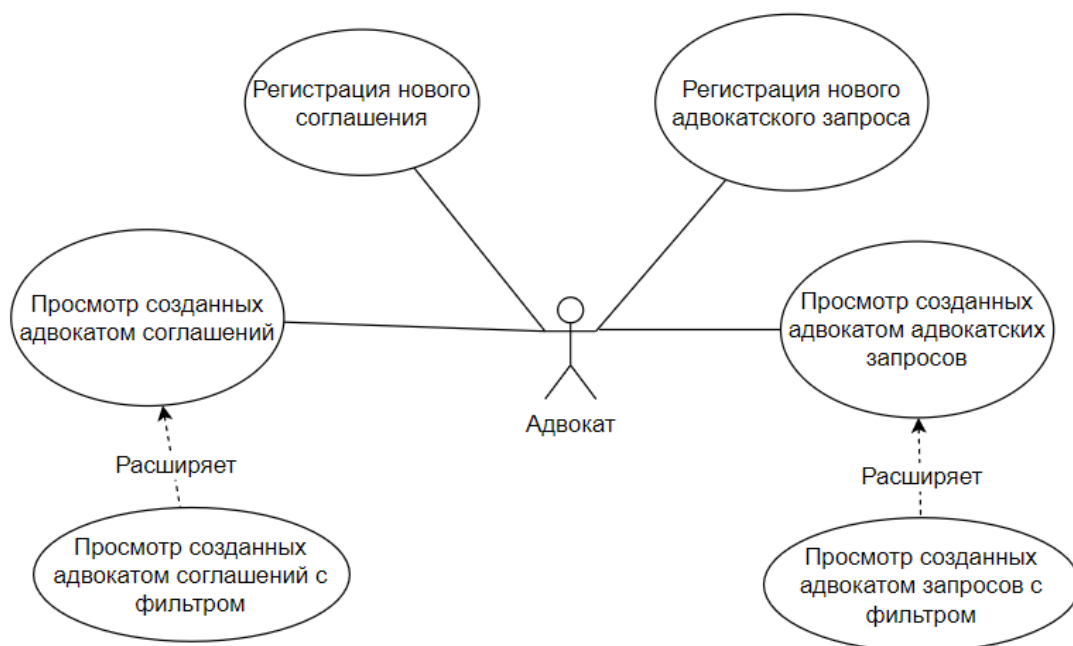 Регистрация нового
соглашения
Регистрация нового
адвокатского запроса
Просмотр созданных
адвокатом соглашений
Просмотр созданных
адвокатом адвокатских
запросов
Адвокат
Расширяет
Расширяет
Просмотр созданных
адвокатом соглашений с
фильтром
Просмотр созданных
адвокатом запросов с
фильтром